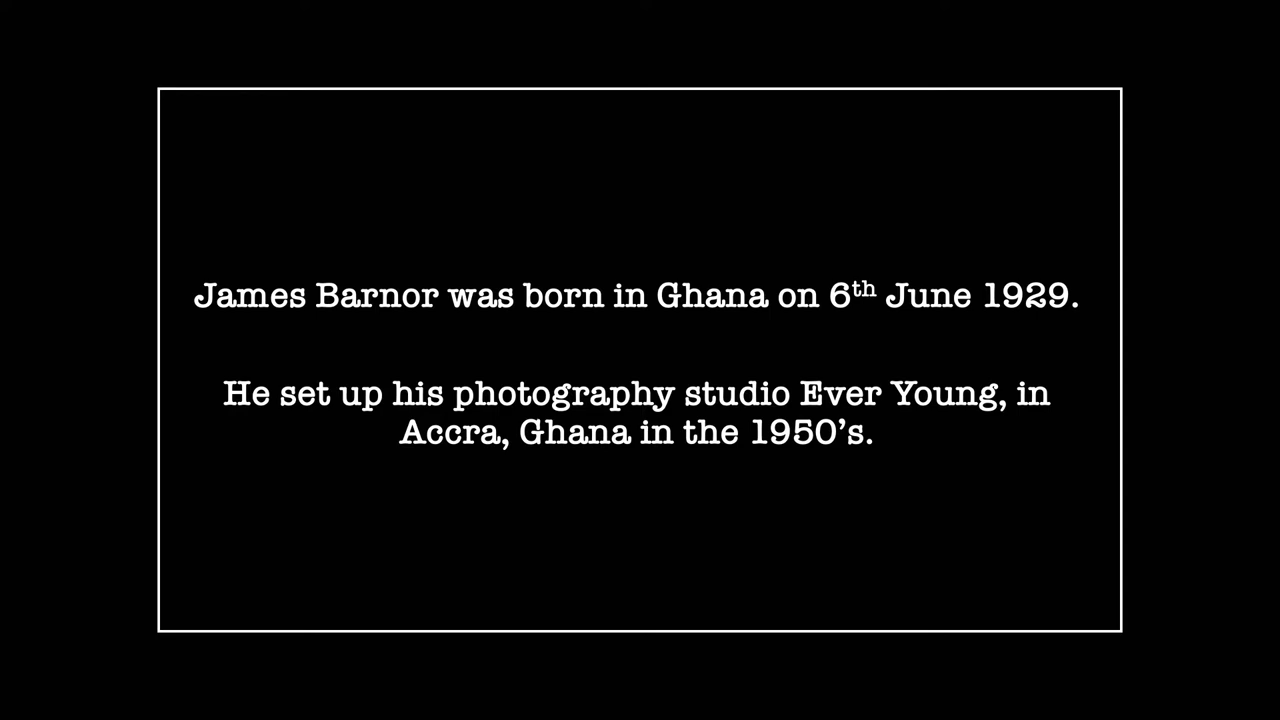 James Barnor was born in Ghana on 6th June 1929.
He set up his photography studio Ever Young, in
Accra, Ghana in the 1950’s.